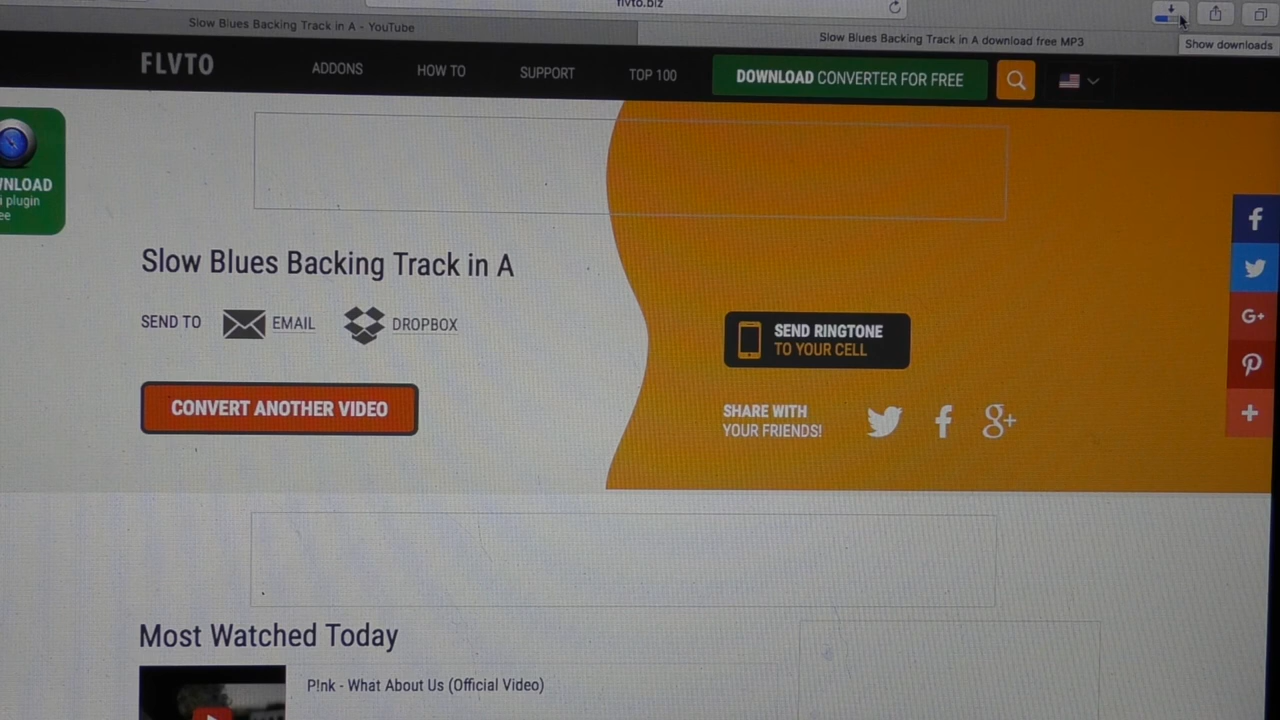 flvto.biz
Slow Blues Backing Track in A - YouTube
Slow Blues Backing Track in A download free MP3
Show downloads
FLVTO
ADDONS
HOW TO
SUPPORT
TOP 100
DOWNLOAD CONVERTER FOR FREE
Slow Blues Backing Track in A
SEND TO
EMAIL
DROPBOX
CONVERT ANOTHER VIDEO
SEND RINGTONE
TO YOUR CELL
SHARE WITH
YOUR FRIENDS!
Most Watched Today
P!nk - What About Us (Official Video)